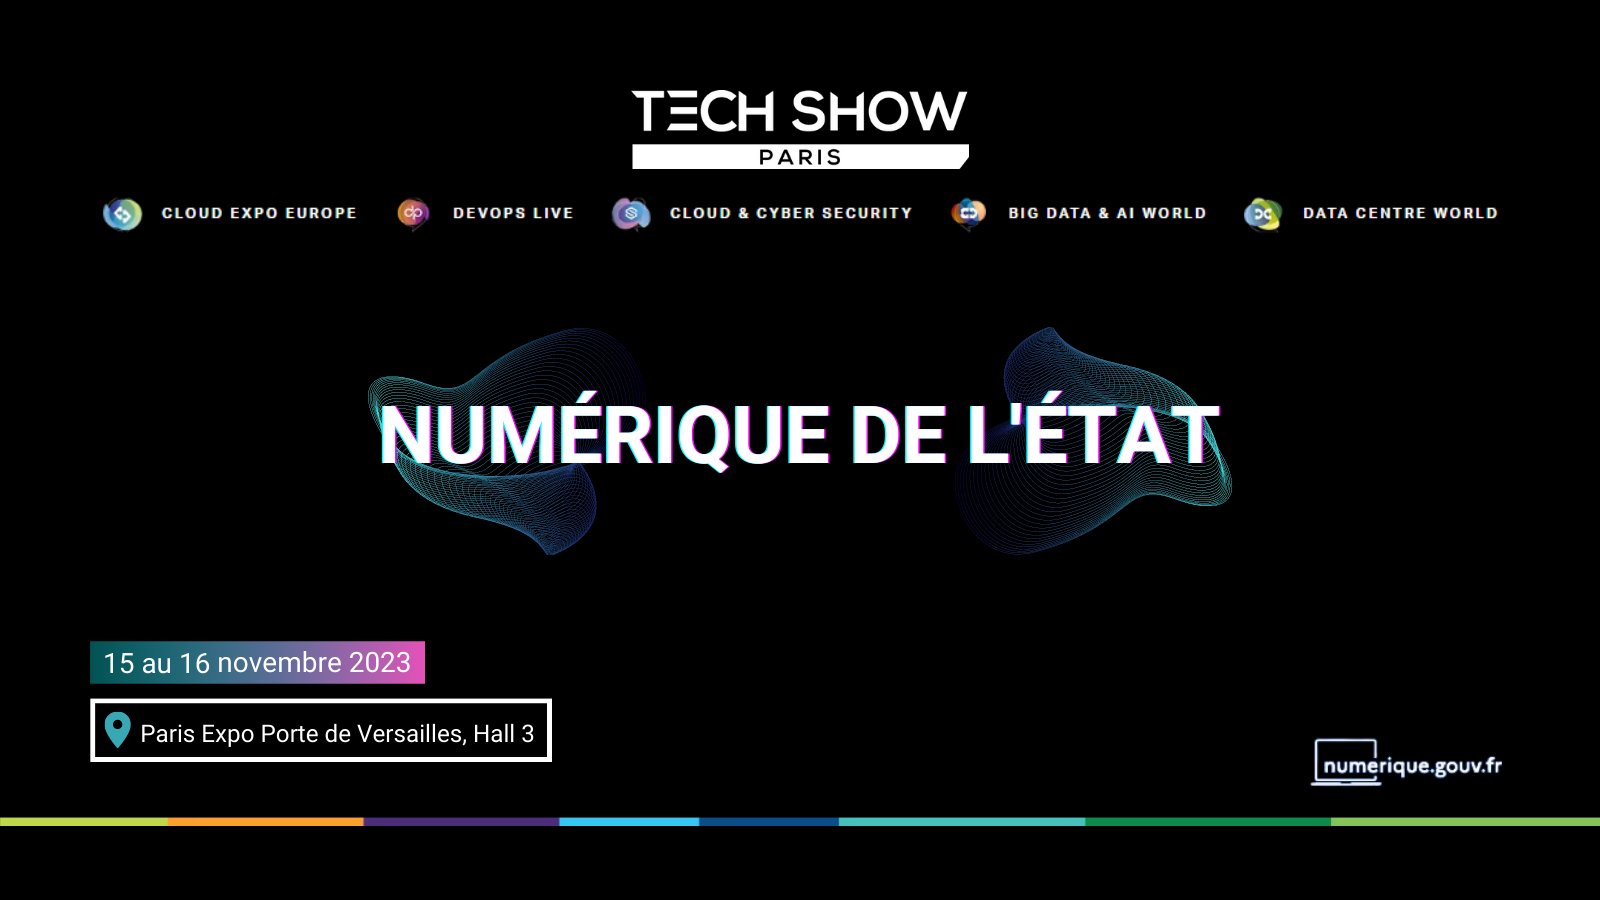 TECH SHOW
PARIS
CLOUD EXPO EUROPE
DEVOPS LIVE
CLOUD & CYBER SECURITY
BIG DATA & AI WORLD
DATA CENTRE WORLD
NUMÉRIQUE DE L'ÉTAT
15 au 16 novembre 2023
Paris Expo Porte de Versailles, Hall 3
numerique.gouv.fr